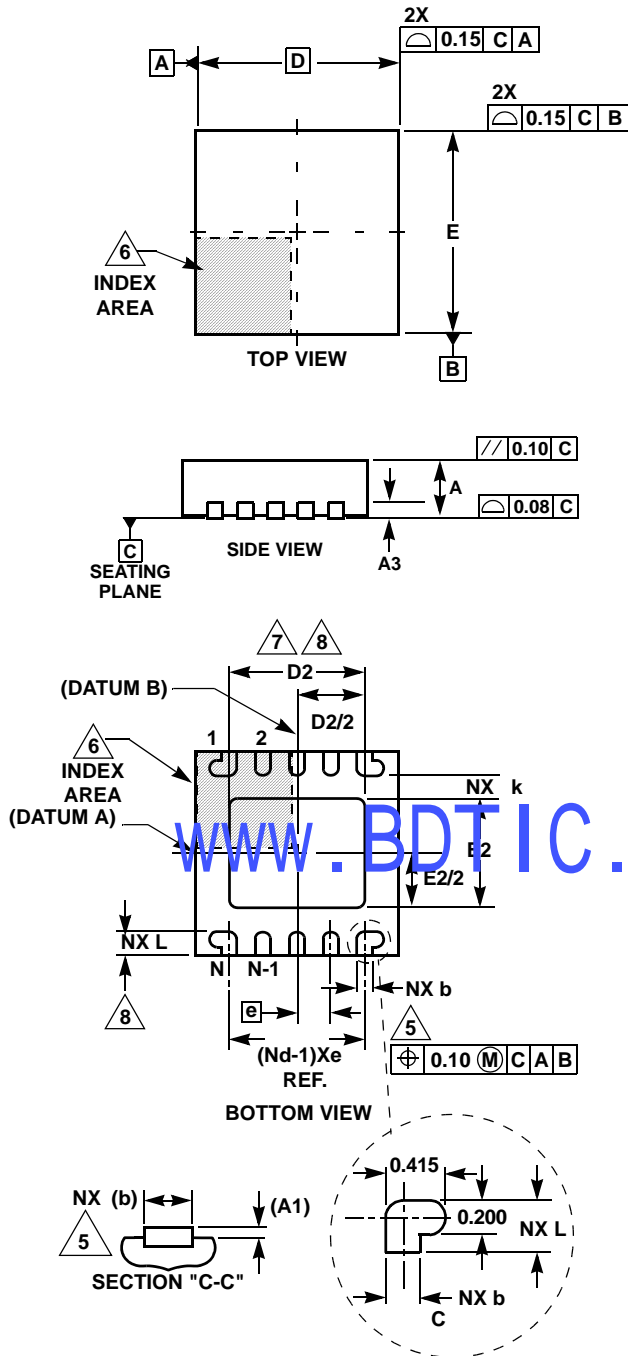 2X
⌓ 0.15 C A
A
D
2X
⌓ 0.15 C B
6
INDEX
AREA
E
TOP VIEW
B
// 0.10 C
A
⌓ 0.08 C
C
SEATING
PLANE
SIDE VIEW
A3
7 8
D2
(DATUM B)
D2/2
6
INDEX
AREA
1 2
(DATUM A)
NX k
www.BDTIC.
E2
E2/2
NX L
N N-1
8
e
NX b
(Nd-1)Xe
REF.
5
⌖ 0.10 Ⓜ C A B
BOTTOM VIEW
NX (b)
(A1)
5
SECTION "C-C"
0.415
0.200
NX L
NX b
C